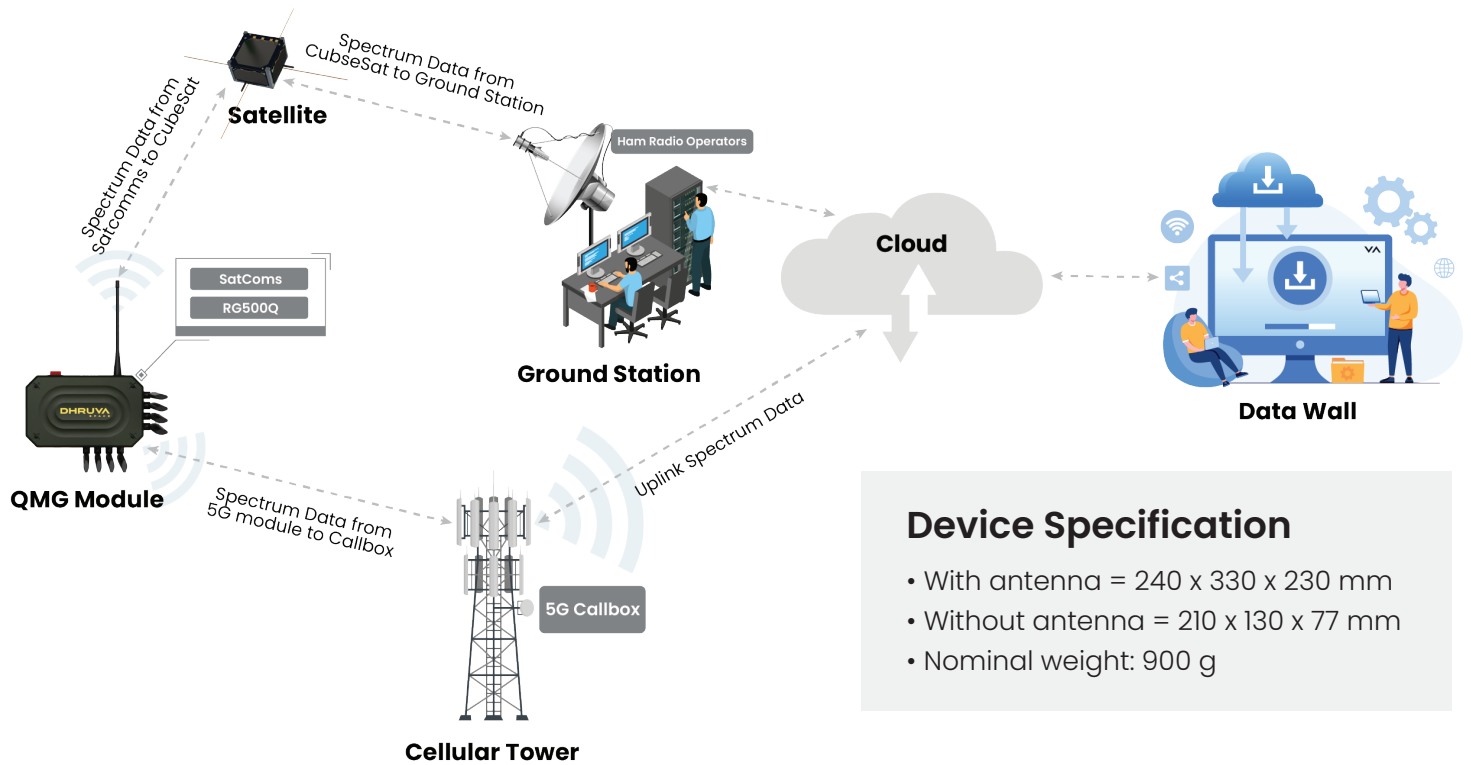 Spectrum Data from
CubseSat to Ground Station
Satellite
Spectrum Data from
Satcomms to CubeSat
Ham Radio Operators
SatComs
RG500Q
DHRUVA
SPACE
QMG Module
Ground Station
Cloud
VA
Data Wall
Spectrum Data from
5G module to Callbox
Uplink Spectrum Data
5G Callbox
Cellular Tower
Device Specification
• With antenna = 240 x 330 x 230 mm
• Without antenna = 210 x 130 x 77 mm
• Nominal weight: 900 g